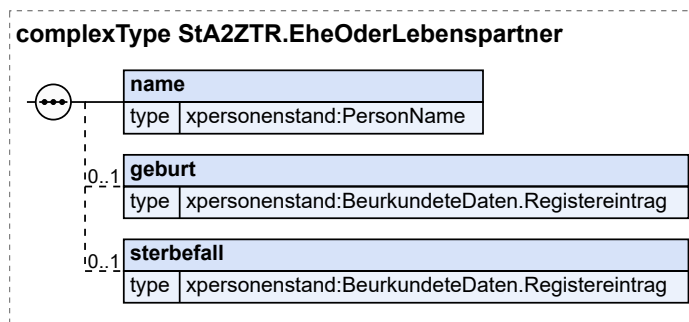 complexType StA2ZTR.EheOderLebenspartner
name
type xpersonenstand:PersonName
0..1 geburt
type xpersonenstand:BeurkundeteDaten.Registereintrag
0..1 sterbefall
type xpersonenstand:BeurkundeteDaten.Registereintrag